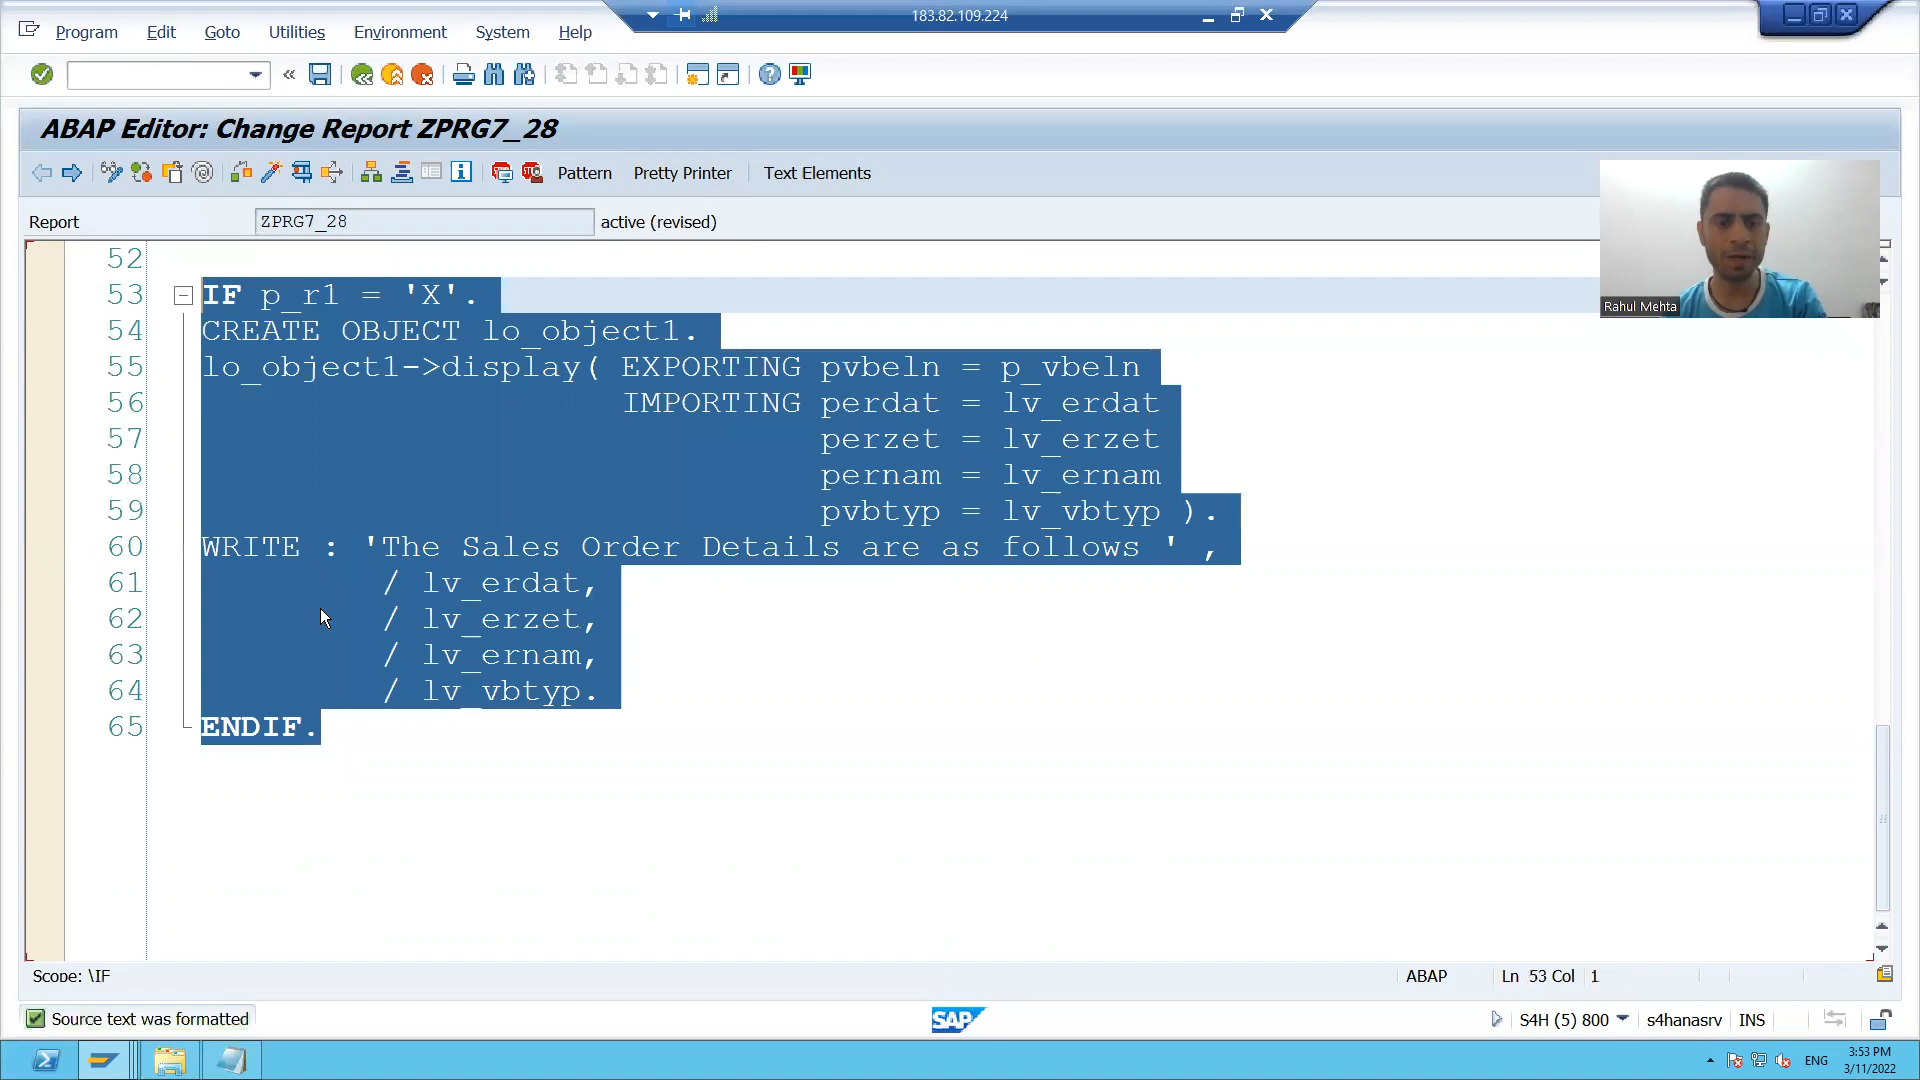 183.82.109.224
Program Edit Goto Utilities Environment System Help
ABAP Editor: Change Report ZPRG7_28
Pattern Pretty Printer Text Elements
Report ZPRG7_28 active (revised)
Rahul Mehta
52
53 IF p_r1 = 'X'.
54 CREATE OBJECT lo_object1.
55 lo_object1->display( EXPORTING pvbeln = p_vbeln
56 IMPORTING perdat = lv_erdat
57 perzet = lv_erzet
58 pernam = lv_ernam
59 pvbtyp = lv_vbtyp ).
60 WRITE : 'The Sales Order Details are as follows ' ,
61 / lv_erdat,
62 / lv_erzet,
63 / lv_ernam,
64 / lv_vbtyp.
65 ENDIF.
Scope: \IF ABAP Ln 53 Col 1
Source text was formatted SAP S4H (5) 800 s4hanasrv INS
ENG 3:53 PM
3/11/2022